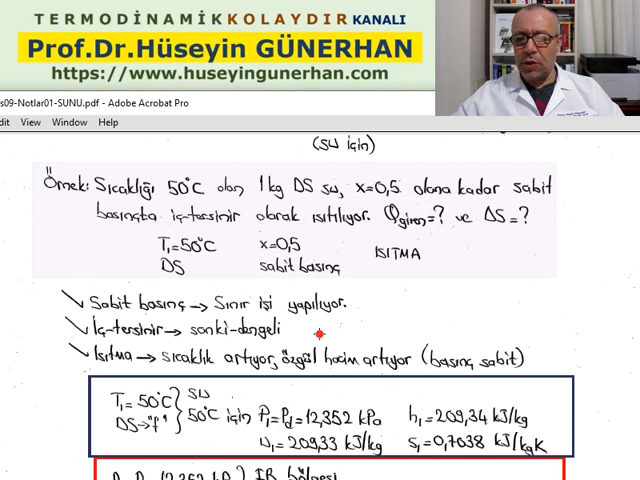 TERMODİNAMİKKOLAYDIR KANALI
Prof.Dr.Hüseyin GÜNERHAN
https://www.huseyingunerhan.com
s09-Notlar01-SUNU.pdf - Adobe Acrobat Pro
dit View Window Help
(su için)
Örnek: Sıcaklığı 50°C olan 1 kg DS su, x=0,5 olana kadar sabit
basınçta iç-tersinir olarak ısıtılıyor. Qgiren=? ve ΔS=?
T₁=50°C x=0,5 ISITMA
DS sabit basınç
Sabit basınç → Sınır işi yapılıyor.
İç-tersinir → sanki-dengeli
Isıtma → sıcaklık artıyor, özgül hacim artıyor (basınç sabit)
T₁=50°C } su
DS→"f" } 50°C için P₁=Pd=12,352 kPa h₁=209,34 kJ/kg
u₁=209,33 kJ/kg s₁=0,7038 kJ/kgK